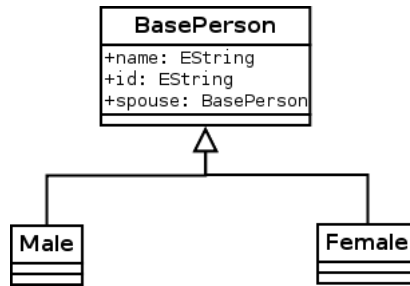 BasePerson
+name: EString
+id: EString
+spouse: BasePerson
Male
Female